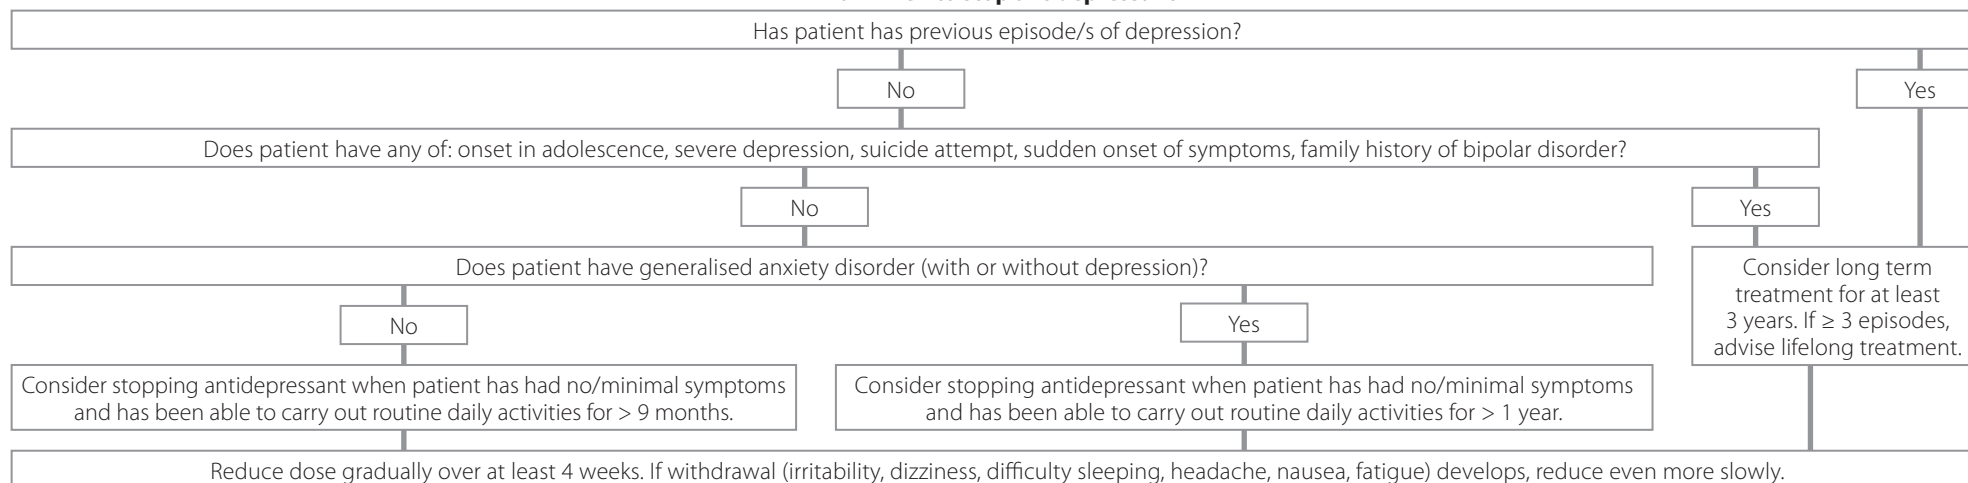 Has patient has previous episode/s of depression?
No
Yes
Does patient have any of: onset in adolescence, severe depression, suicide attempt, sudden onset of symptoms, family history of bipolar disorder?
No
Yes
Does patient have generalised anxiety disorder (with or without depression)?
No
Yes
Consider long term
treatment for at least
3 years. If ≥ 3 episodes,
advise lifelong treatment.
Consider stopping antidepressant when patient has had no/minimal symptoms
and has been able to carry out routine daily activities for > 9 months.
Consider stopping antidepressant when patient has had no/minimal symptoms
and has been able to carry out routine daily activities for > 1 year.
Reduce dose gradually over at least 4 weeks. If withdrawal (irritability, dizziness, difficulty sleeping, headache, nausea, fatigue) develops, reduce even more slowly.